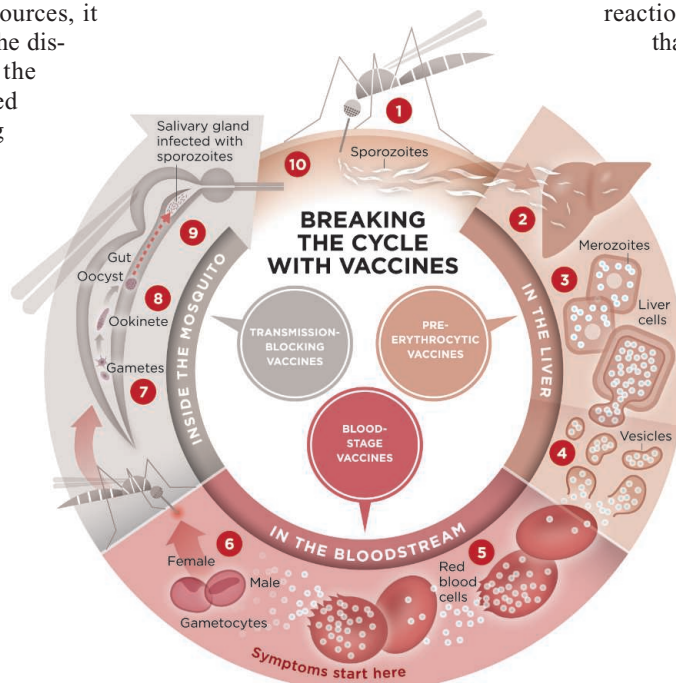 ources, it
he dis-
the
ed
g
reaction
tha
1
Sporozoites
10
2
Salivary gland
infected with
sporozoites
9
BREAKING
THE CYCLE
WITH VACCINES
Merozoites
3
Gut
Oocyst
8
Liver
cells
Ookinete
TRANSMISSION-
BLOCKING
VACCINES
PRE-
ERYTHROCYTIC
VACCINES
IN THE LIVER
INSIDE THE MOSQUITO
Gametes
7
BLOOD-
STAGE
VACCINES
Vesicles
4
IN THE BLOODSTREAM
6
Female
Male
Gametocytes
5
Red
blood
cells
Symptoms start here